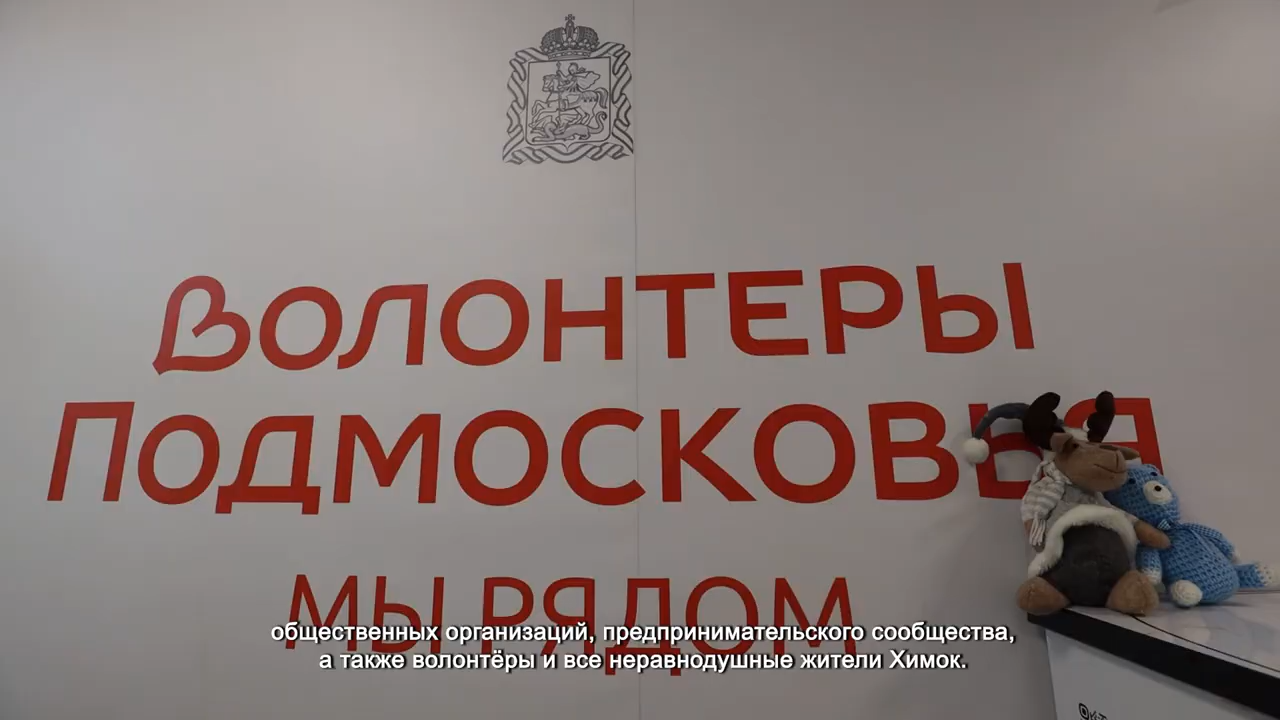 Волонтеры
Подмосковья
мы рядом
общественных организаций, предпринимательского сообщества,
а также волонтёры и все неравнодушные жители Химок.